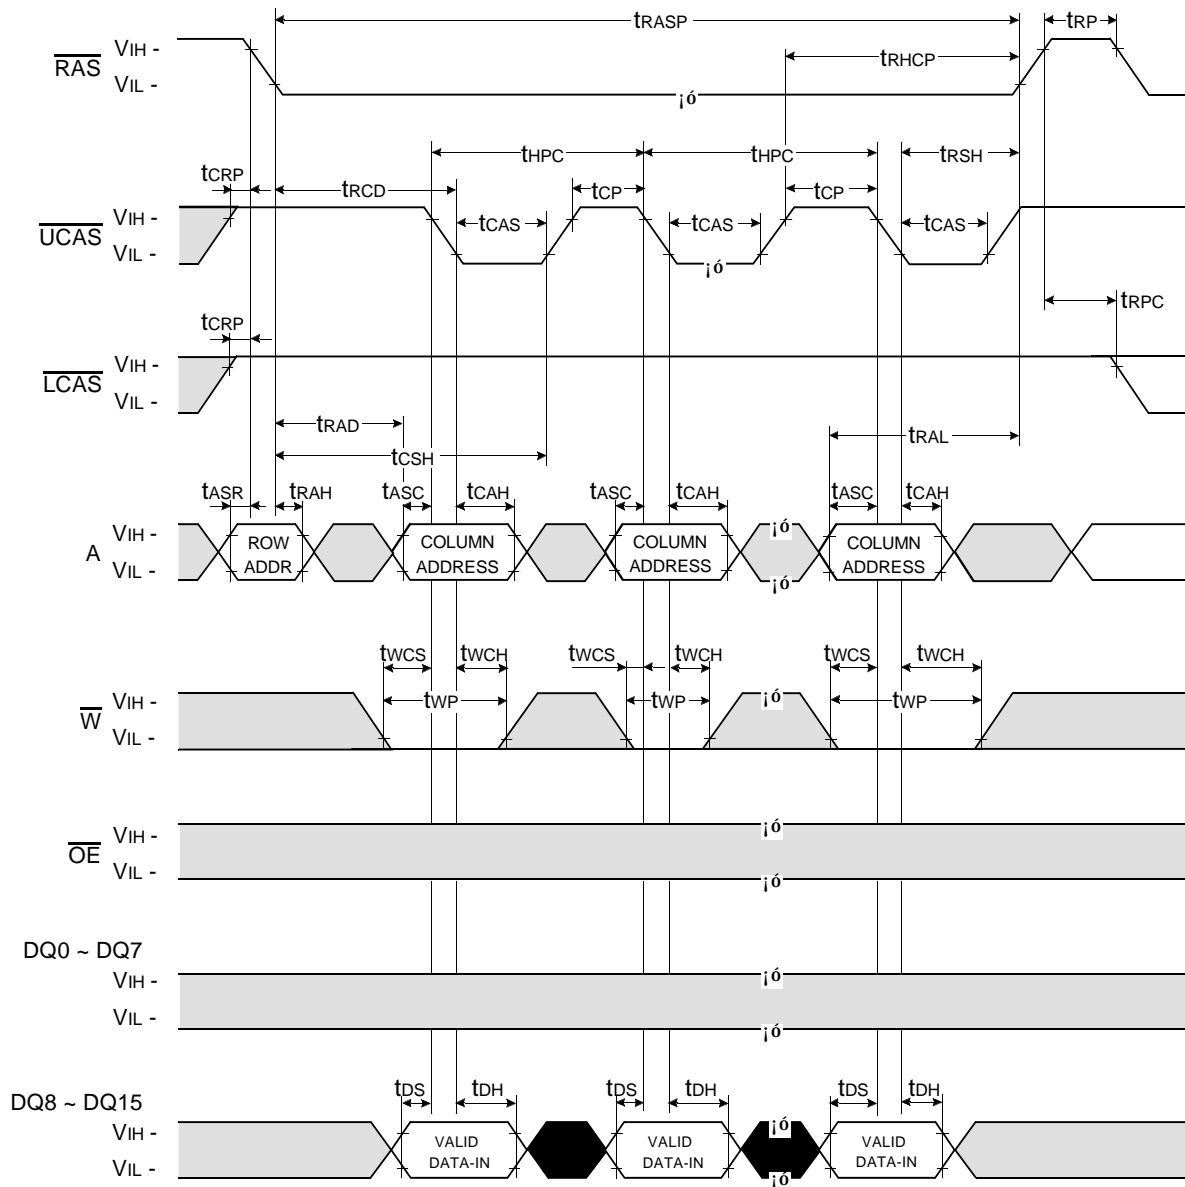 tRASP
tRP
RAS
VIH -
VIL -
tRHCP
¡ó
tHPC
tHPC
tRSH
tCRP
tRCD
tCP
tCP
UCAS
VIH -
VIL -
tCAS
tCAS
tCAS
¡ó
tRPC
tCRP
LCAS
VIH -
VIL -
tRAD
tRAL
tCSH
tASR
tRAH
tASC
tCAH
tASC
tCAH
tASC
tCAH
A
VIH -
VIL -
ROW
ADDR
COLUMN
ADDRESS
COLUMN
ADDRESS
¡ó
¡ó
COLUMN
ADDRESS
tWCS
tWCH
tWCS
tWCH
tWCS
tWCH
W
VIH -
VIL -
tWP
tWP
¡ó
tWP
OE
VIH -
VIL -
¡ó
¡ó
DQ0 ~ DQ7
VIH -
VIL -
¡ó
¡ó
tDS
tDH
tDS
tDH
tDS
tDH
DQ8 ~ DQ15
VIH -
VIL -
VALID
DATA-IN
VALID
DATA-IN
¡ó
¡ó
VALID
DATA-IN